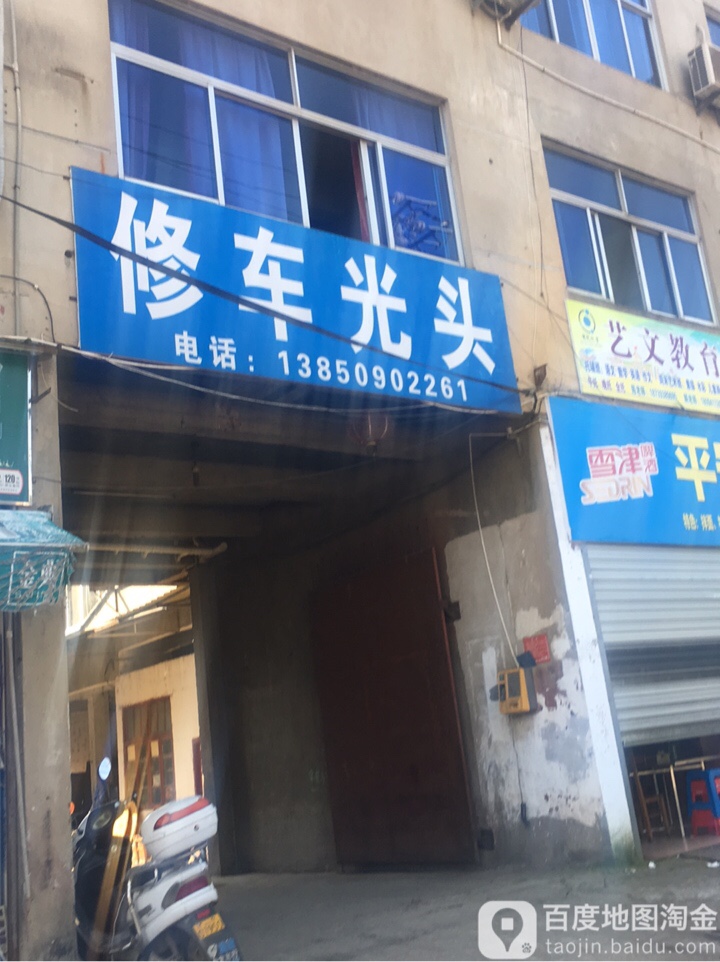 修车光头
电话：13850902261
艺文教育
雪津啤酒
SEDRIN
平
120
百度地图淘金
taojin.baidu.com